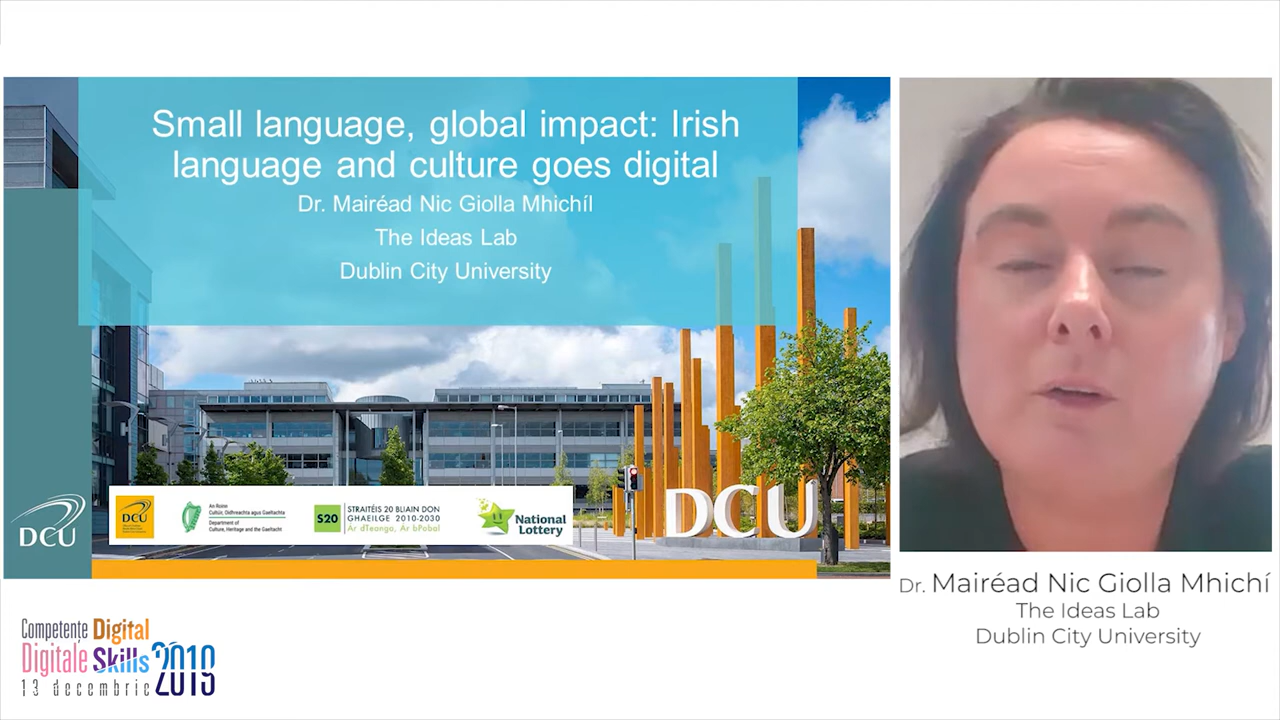 Small language, global impact: Irish
language and culture goes digital
Dr. Mairéad Nic Giolla Mhichíl
The Ideas Lab
Dublin City University
DCU
DCU
An Roinn
Cultúir, Oidhreachta agus Gaeltachta
Department of
Culture, Heritage and the Gaeltacht
S20
STRAITÉIS 20 BLIAIN DON
GHAEILGE 2010-2030
Ár dTeanga, Ár bPobal
National
Lottery
DCU
Dr. Mairéad Nic Giolla Mhichí
The Ideas Lab
Dublin City University
Competențe Digital
Digitale Skills 2019
13 decembrie